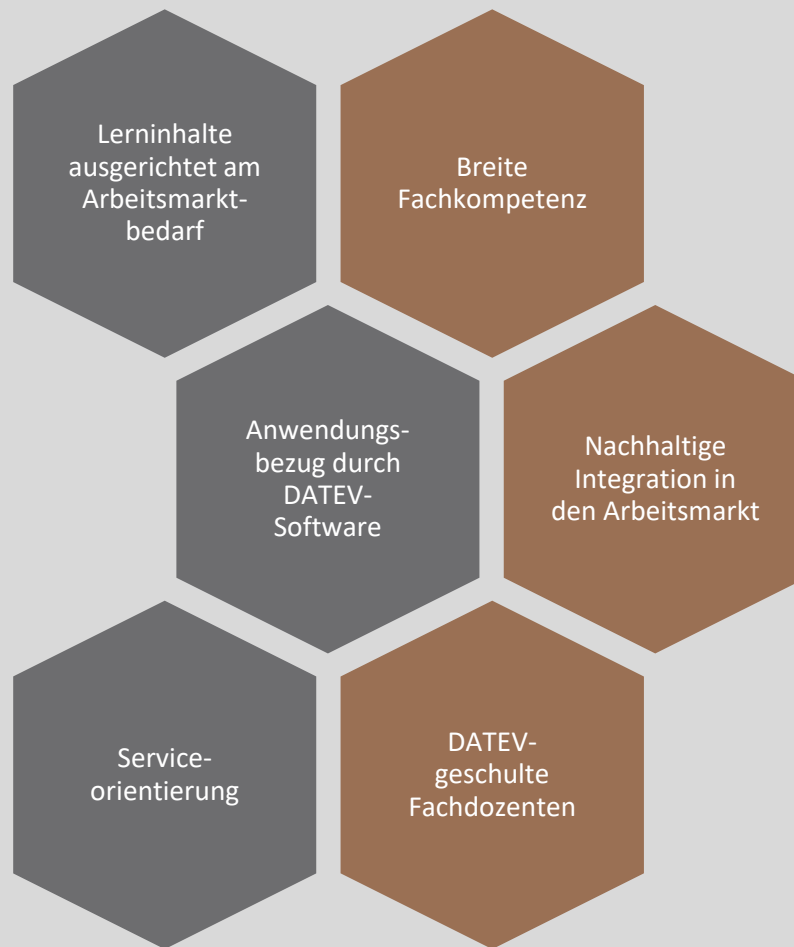 Lerninhalte
ausgerichtet am
Arbeitsmarkt-
bedarf
Breite
Fachkompetenz
Anwendungs-
bezug durch
DATEV-
Software
Nachhaltige
Integration in
den Arbeitsmarkt
Service-
orientierung
DATEV-
geschulte
Fachdozenten